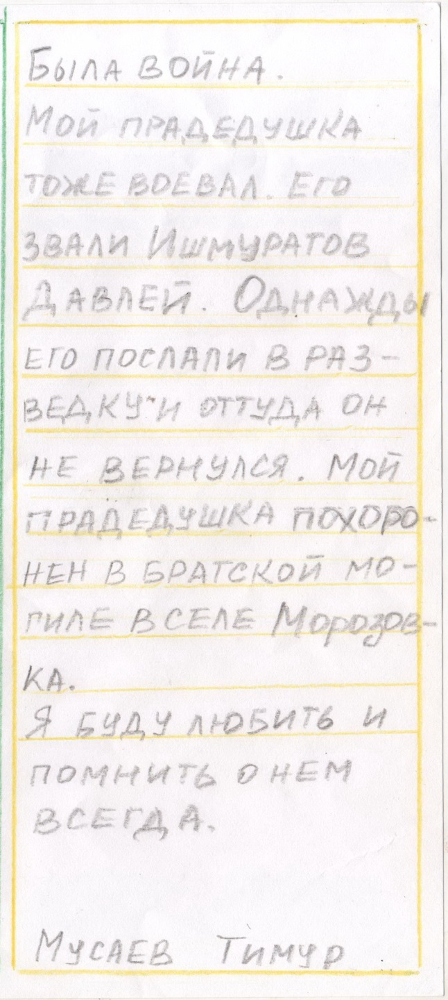 Была война.
Мой прадедушка
тоже воевал. Его
звали Ишмуратов
Давлей. Однажды
его послали в раз-
ведку и оттуда он
не вернулся. Мой
прадедушка похоро-
нен в братской мо-
гиле в селе Морозов-
ка.
Я буду любить и
помнить о нем
всегда.
Мусаев Тимур